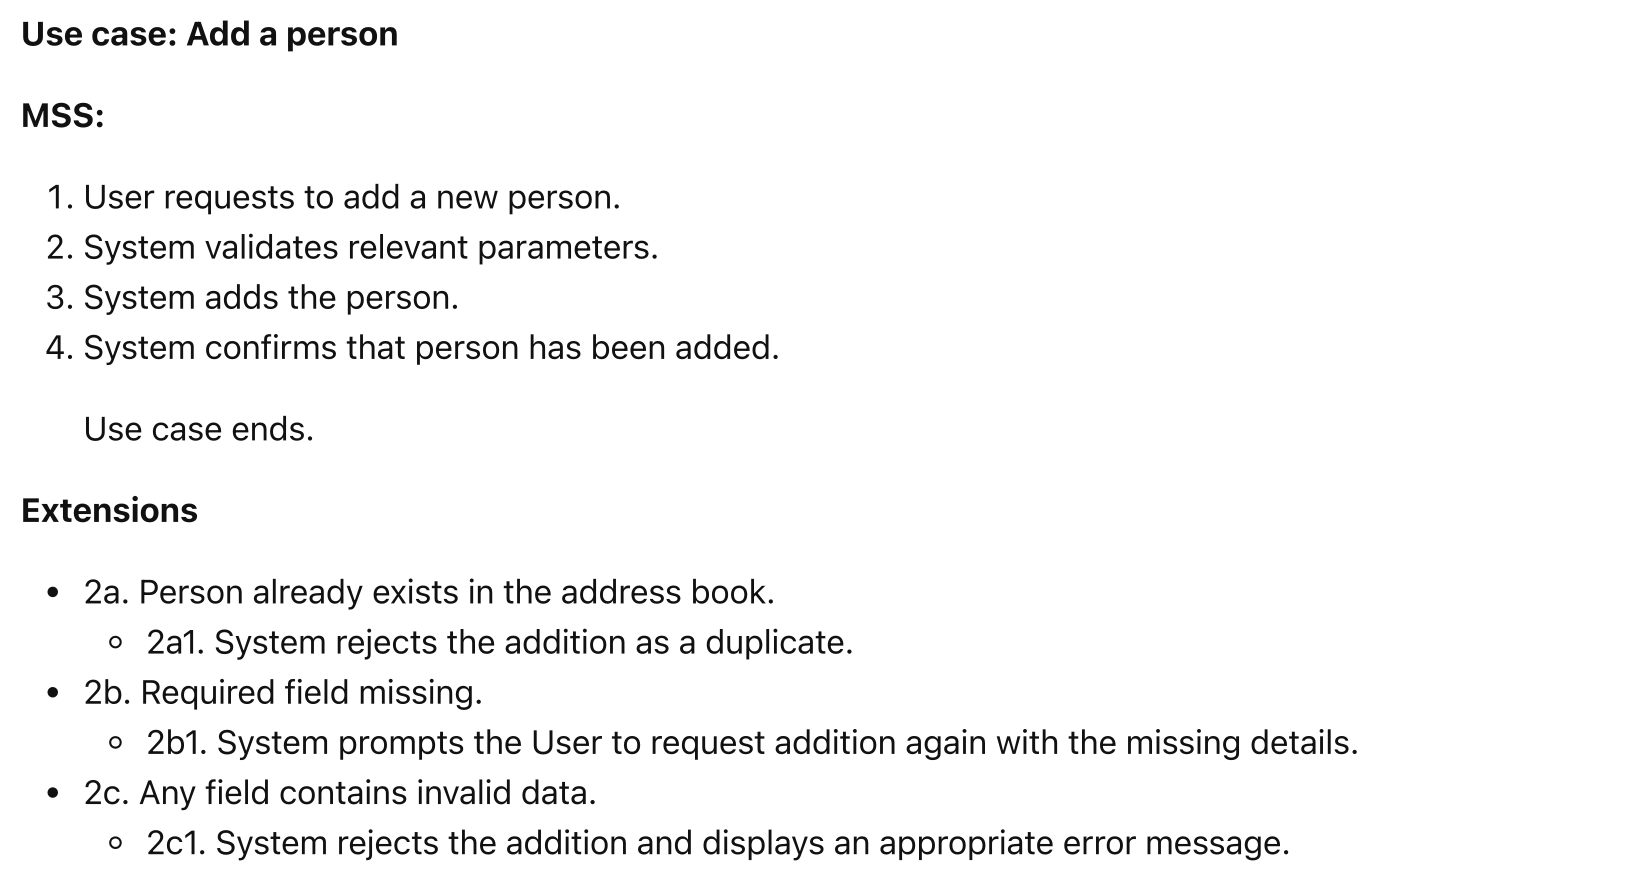 Use case: Add a person
MSS:
1. User requests to add a new person.
2. System validates relevant parameters.
3. System adds the person.
4. System confirms that person has been added.
Use case ends.
Extensions
• 2a. Person already exists in the address book.
◦ 2a1. System rejects the addition as a duplicate.
• 2b. Required field missing.
◦ 2b1. System prompts the User to request addition again with the missing details.
• 2c. Any field contains invalid data.
◦ 2c1. System rejects the addition and displays an appropriate error message.